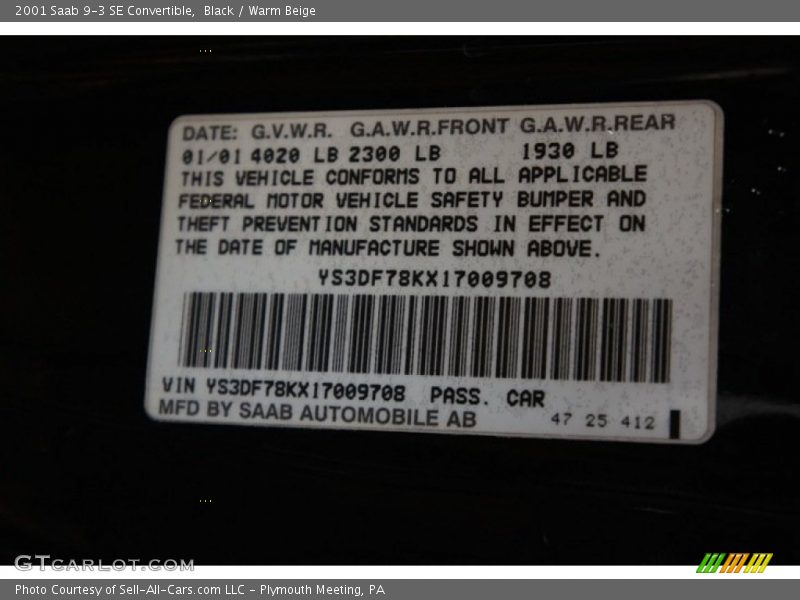 2001 Saab 9-3 SE Convertible,  Black / Warm Beige
DATE: G.V.W.R. G.A.W.R.FRONT G.A.W.R.REAR
01/01 4020 LB 2300 LB 1930 LB
THIS VEHICLE CONFORMS TO ALL APPLICABLE
FEDERAL MOTOR VEHICLE SAFETY BUMPER AND
THEFT PREVENTION STANDARDS IN EFFECT ON
THE DATE OF MANUFACTURE SHOWN ABOVE.
YS3DF78KX17009708
VIN YS3DF78KX17009708 PASS. CAR
MFD BY SAAB AUTOMOBILE AB 47 25 412
GTCARLOT.COM
Photo Courtesy of Sell-All-Cars.com LLC - Plymouth Meeting, PA